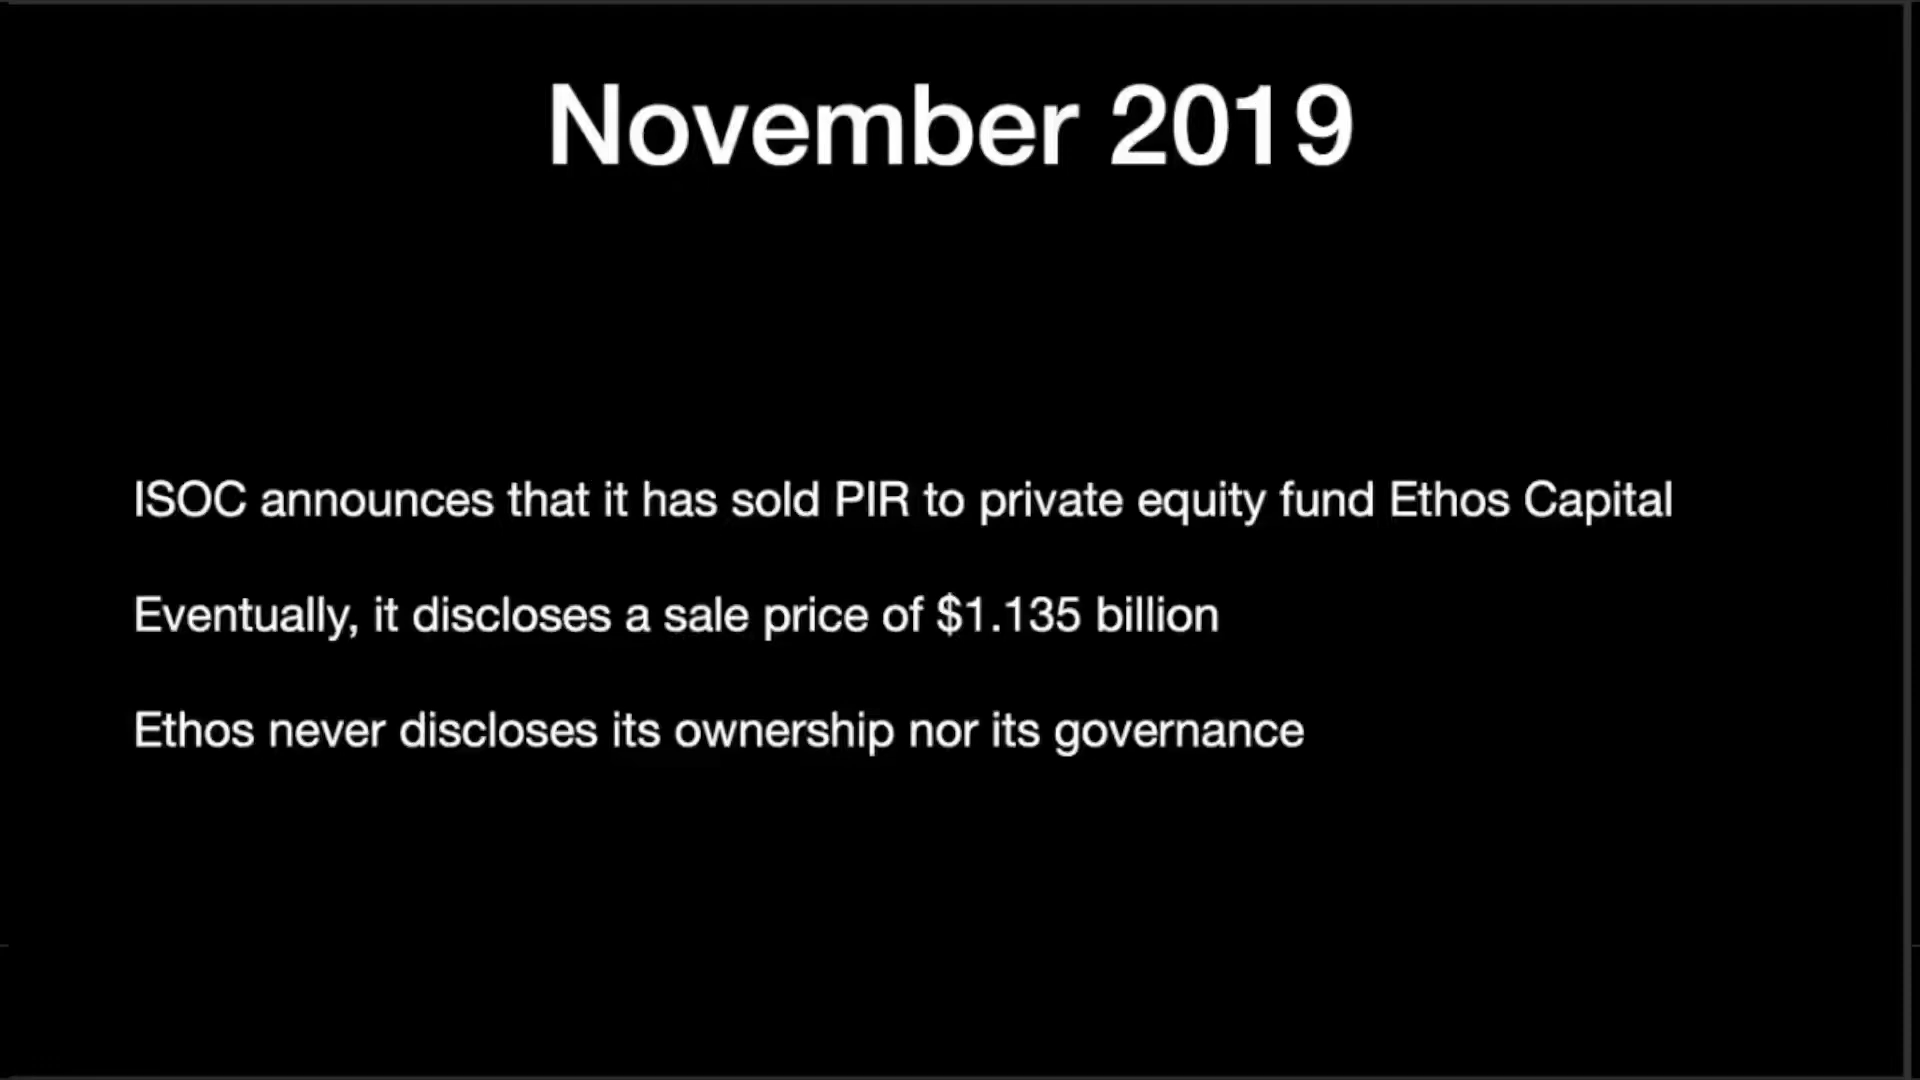 November 2019
ISOC announces that it has sold PIR to private equity fund Ethos Capital
Eventually, it discloses a sale price of $1.135 billion
Ethos never discloses its ownership nor its governance